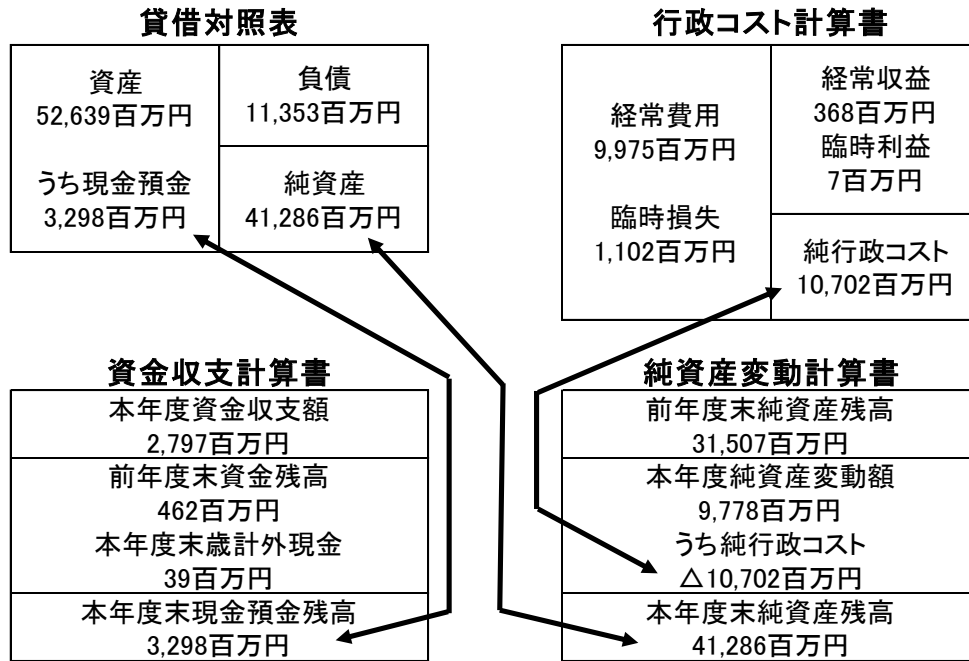 貸借対照表
資産
52,639百万円
うち現金預金
3,298百万円
負債
11,353百万円
純資産
41,286百万円
行政コスト計算書
経常費用
9,975百万円
臨時損失
1,102百万円
経常収益
368百万円
臨時利益
7百万円
純行政コスト
10,702百万円
資金収支計算書
本年度資金収支額
2,797百万円
前年度末資金残高
462百万円
本年度末歳計外現金
39百万円
本年度末現金預金残高
3,298百万円
純資産変動計算書
前年度末純資産残高
31,507百万円
本年度純資産変動額
9,778百万円
うち純行政コスト
△10,702百万円
本年度末純資産残高
41,286百万円